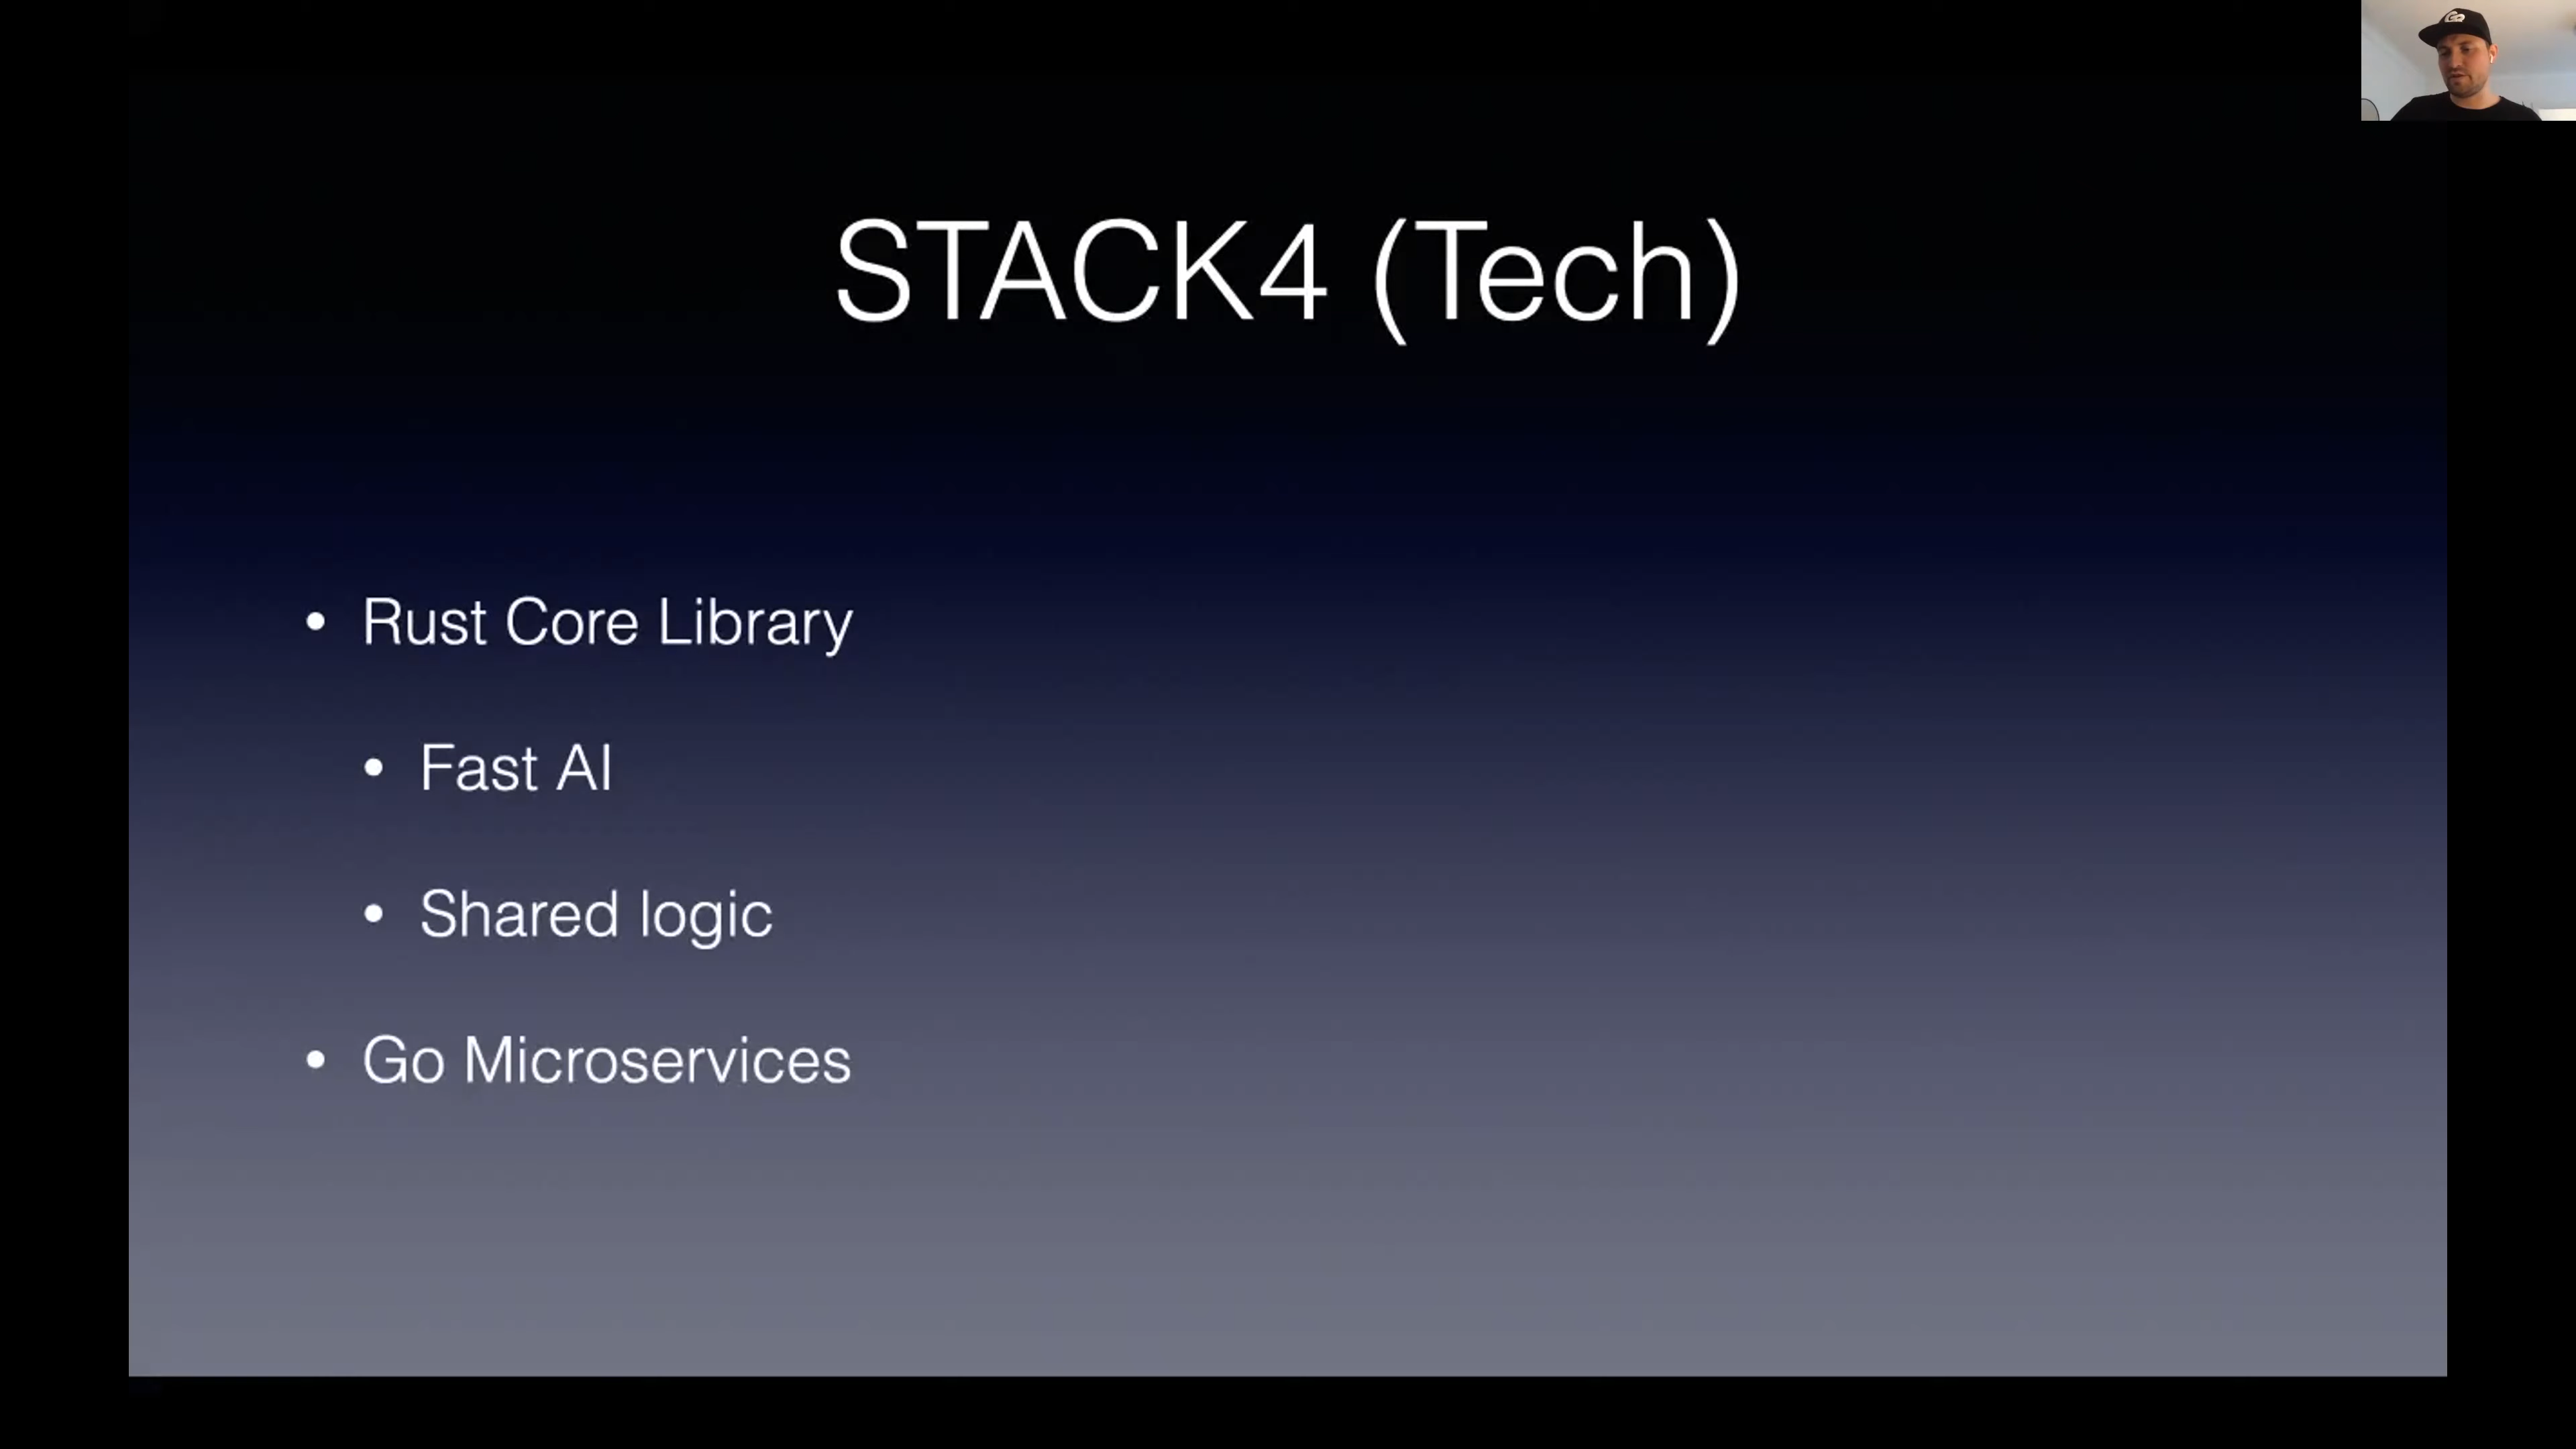 STACK4 (Tech)
• Rust Core Library
• Fast AI
• Shared logic
• Go Microservices